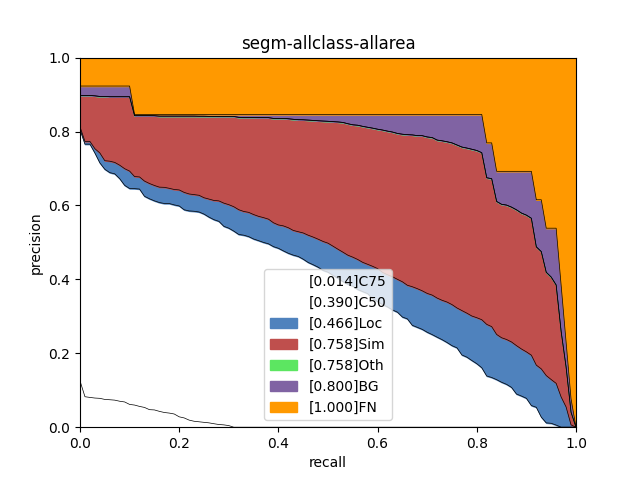 segm-allclass-allarea
1.0
0.8
0.6
0.4
0.2
0.0
precision
[0.014]C75
[0.390]C50
[0.466]Loc
[0.758]Sim
[0.758]Oth
[0.800]BG
[1.000]FN
0.0 0.2 0.4 0.6 0.8 1.0
recall